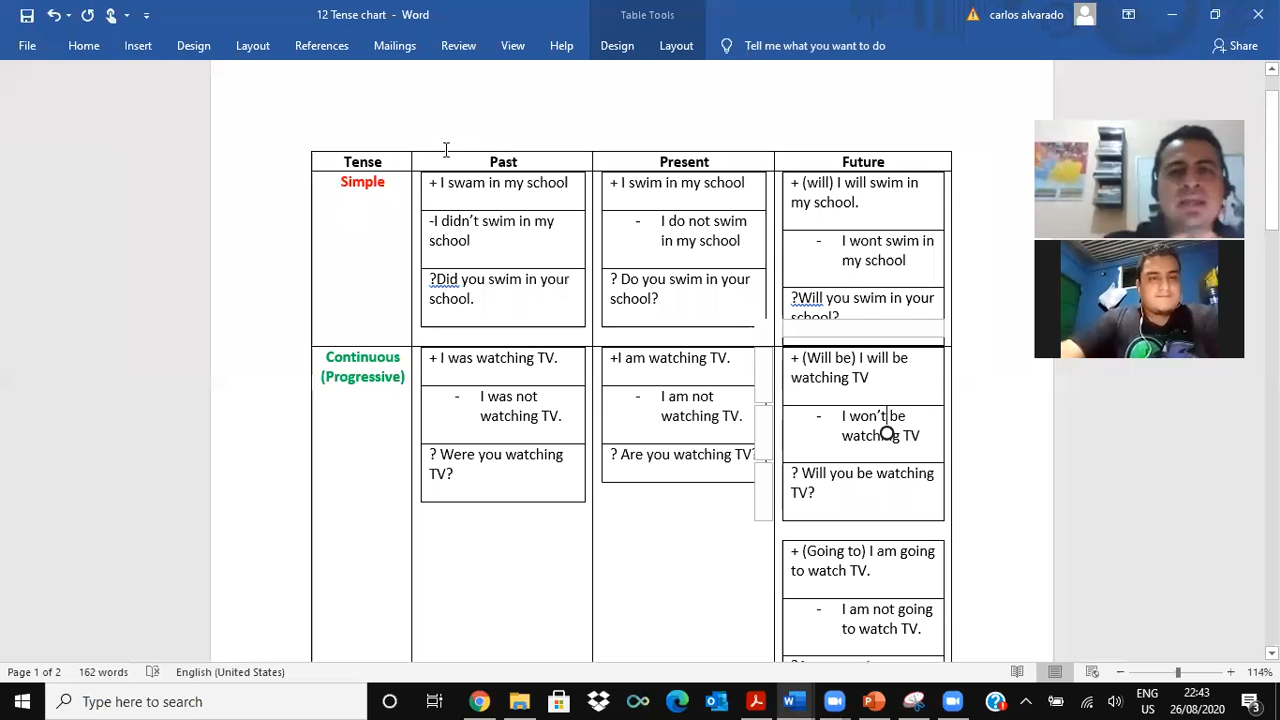 12 Tense chart - Word
Table Tools
carlos alvarado
File Home Insert Design Layout References Mailings Review View Help Design Layout Tell me what you want to do Share
Tense Past Present Future
Simple
+ I swam in my school
-I didn't swim in my
school
?Did you swim in your
school.
+ I swim in my school
- I do not swim
in my school
? Do you swim in your
school?
+ (will) I will swim in
my school.
- I wont swim in
my school
?Will you swim in your
school?
Continuous
(Progressive)
+ I was watching TV.
- I was not
watching TV.
? Were you watching
TV?
+I am watching TV.
- I am not
watching TV.
? Are you watching TV?
+ (Will be) I will be
watching TV
- I won't be
watching TV
? Will you be watching
TV?
+ (Going to) I am going
to watch TV.
- I am not going
to watch TV.
Page 1 of 2 162 words English (United States) 114%
Type here to search
ENG
22:43
26/08/2020
3